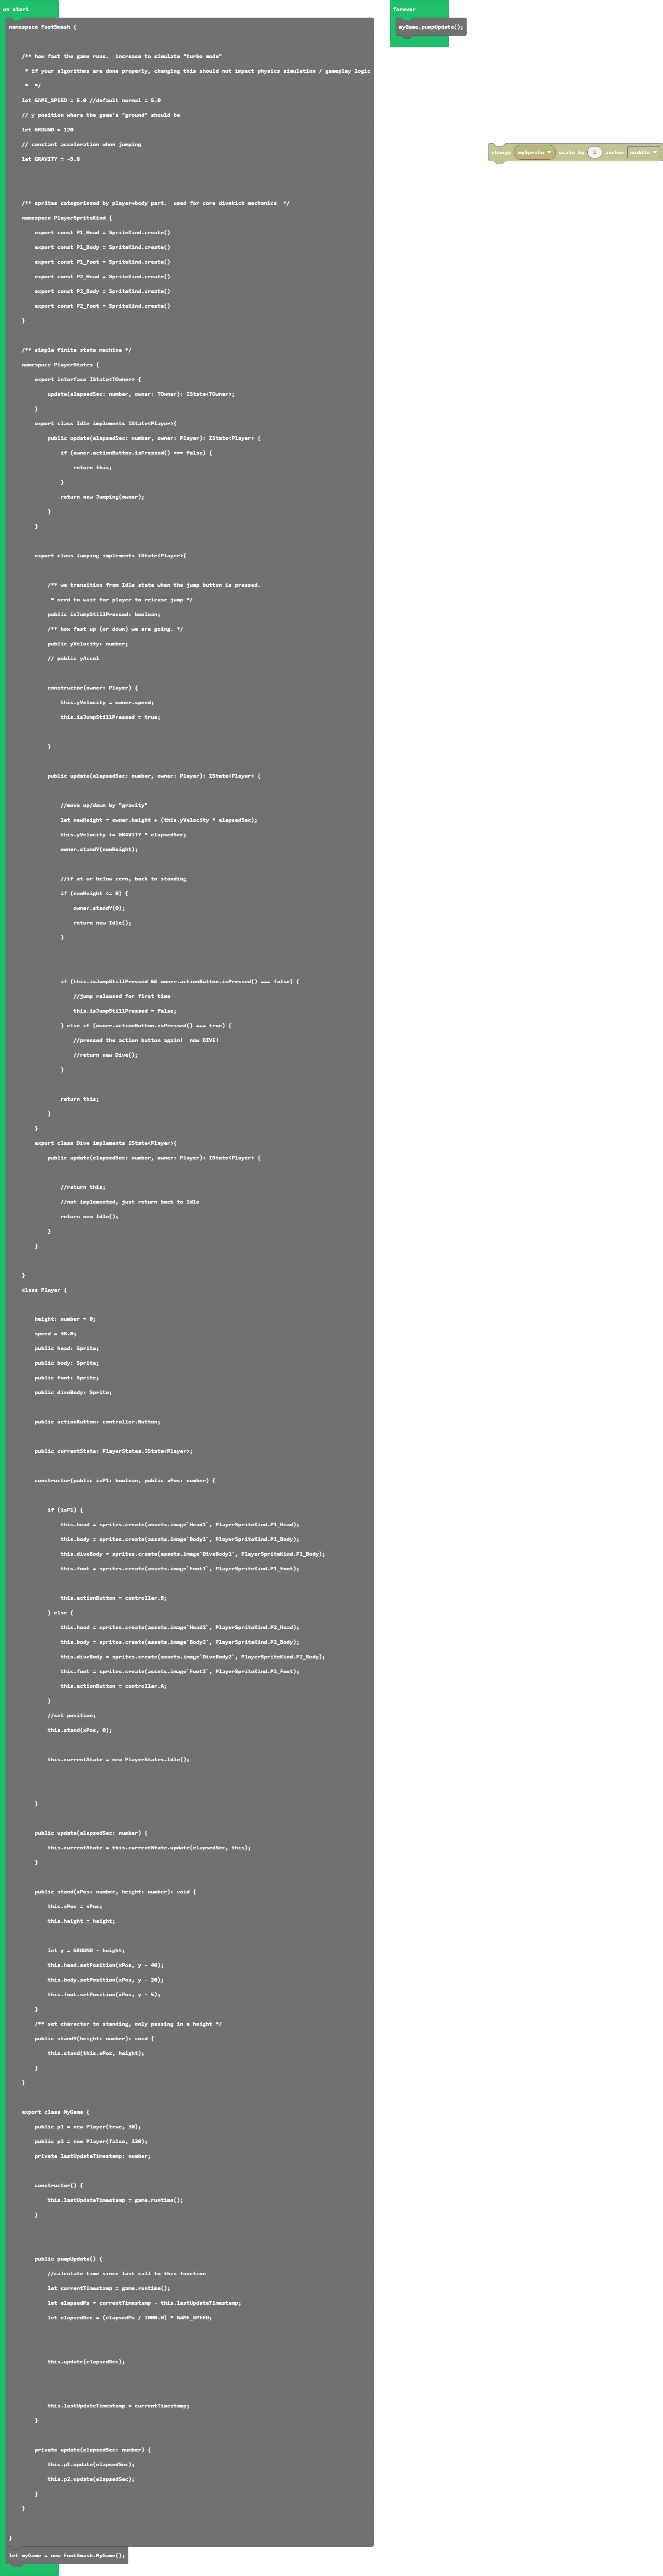 on start
namespace FootSmash {
/** how fast the game runs.  increase to simulate "turbo mode"
 * if your algorithms are done properly, changing this should not impact physics simulation / gameplay logic
 *  */
let GAME_SPEED = 5.0 //default normal = 5.0
// y position where the game's "ground" should be
let GROUND = 120
// constant acceleration when jumping
let GRAVITY = -9.8
/** sprites categoriezed by player+body part.  used for core divekick mechanics  */
namespace PlayerSpriteKind {
export const P1_Head = SpriteKind.create()
export const P1_Body = SpriteKind.create()
export const P1_Foot = SpriteKind.create()
export const P2_Head = SpriteKind.create()
export const P2_Body = SpriteKind.create()
export const P2_Foot = SpriteKind.create()
}
/** simple finite state machine */
namespace PlayerStates {
export interface IState<TOwner> {
update(elapsedSec: number, owner: TOwner): IState<TOwner>;
}
export class Idle implements IState<Player>{
public update(elapsedSec: number, owner: Player): IState<Player> {
if (owner.actionButton.isPressed() === false) {
return this;
}
return new Jumping(owner);
}
}
export class Jumping implements IState<Player>{
/** we transition from Idle state when the jump button is pressed.
 * need to wait for player to release jump */
public isJumpStillPressed: boolean;
/** how fast up (or down) we are going. */
public yVelocity: number;
// public yAccel
constructor(owner: Player) {
this.yVelocity = owner.speed;
this.isJumpStillPressed = true;
}
public update(elapsedSec: number, owner: Player): IState<Player> {
//move up/down by "gravity"
let newHeight = owner.height + (this.yVelocity * elapsedSec);
this.yVelocity += GRAVITY * elapsedSec;
owner.standY(newHeight);
//if at or below zero, back to standing
if (newHeight <= 0) {
owner.standY(0);
return new Idle();
}
if (this.isJumpStillPressed && owner.actionButton.isPressed() === false) {
//jump released for first time
this.isJumpStillPressed = false;
} else if (owner.actionButton.isPressed() === true) {
//pressed the action button again!  now DIVE!
//return new Dive();
}
return this;
}
}
export class Dive implements IState<Player>{
public update(elapsedSec: number, owner: Player): IState<Player> {
//return this;
//not implemented, just return back to Idle
return new Idle();
}
}
}
class Player {
height: number = 0;
speed = 38.0;
public head: Sprite;
public body: Sprite;
public foot: Sprite;
public diveBody: Sprite;
public actionButton: controller.Button;
public currentState: PlayerStates.IState<Player>;
constructor(public isP1: boolean, public xPos: number) {
if (isP1) {
this.head = sprites.create(assets.image`Head1`, PlayerSpriteKind.P1_Head);
this.body = sprites.create(assets.image`Body1`, PlayerSpriteKind.P1_Body);
this.diveBody = sprites.create(assets.image`DiveBody1`, PlayerSpriteKind.P1_Body);
this.foot = sprites.create(assets.image`Foot1`, PlayerSpriteKind.P1_Foot);
this.actionButton = controller.B;
} else {
this.head = sprites.create(assets.image`Head2`, PlayerSpriteKind.P2_Head);
this.body = sprites.create(assets.image`Body2`, PlayerSpriteKind.P2_Body);
this.diveBody = sprites.create(assets.image`DiveBody2`, PlayerSpriteKind.P2_Body);
this.foot = sprites.create(assets.image`Foot2`, PlayerSpriteKind.P2_Foot);
this.actionButton = controller.A;
}
//set position;
this.stand(xPos, 0);
this.currentState = new PlayerStates.Idle();
}
public update(elapsedSec: number) {
this.currentState = this.currentState.update(elapsedSec, this);
}
public stand(xPos: number, height: number): void {
this.xPos = xPos;
this.height = height;
let y = GROUND - height;
this.head.setPosition(xPos, y - 40);
this.body.setPosition(xPos, y - 20);
this.foot.setPosition(xPos, y - 5);
}
/** set character to standing, only passing in a height */
public standY(height: number): void {
this.stand(this.xPos, height);
}
}
export class MyGame {
public p1 = new Player(true, 30);
public p2 = new Player(false, 130);
private lastUpdateTimestamp: number;
constructor() {
this.lastUpdateTimestamp = game.runtime();
}
public pumpUpdate() {
//calculate time since last call to this function
let currentTimestamp = game.runtime();
let elapsedMs = currentTimestamp - this.lastUpdateTimestamp;
let elapsedSec = (elapsedMs / 1000.0) * GAME_SPEED;
this.update(elapsedSec);
this.lastUpdateTimestamp = currentTimestamp;
}
private update(elapsedSec: number) {
this.p1.update(elapsedSec);
this.p2.update(elapsedSec);
}
}
}
let myGame = new FootSmash.MyGame();
forever
myGame.pumpUpdate();
change mySprite scale by 1 anchor middle